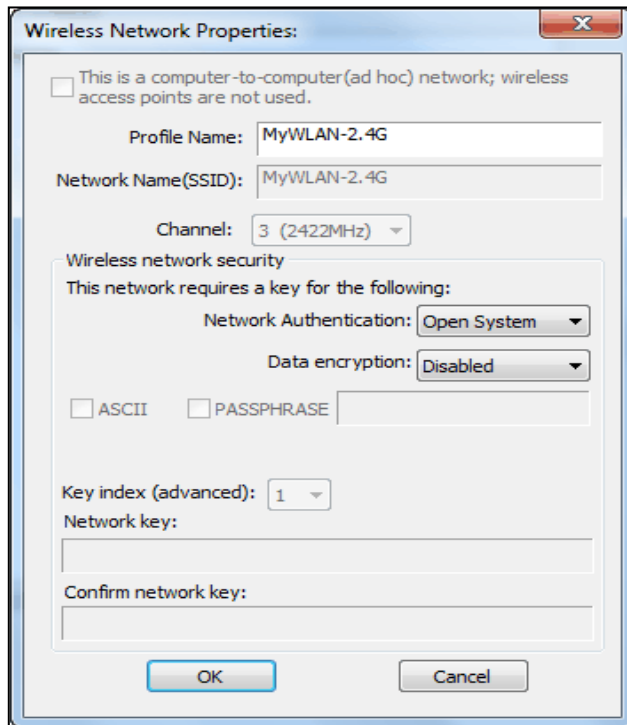 Wireless Network Properties:
This is a computer-to-computer(ad hoc) network; wireless
access points are not used.
Profile Name: MyWLAN-2.4G
Network Name(SSID): MyWLAN-2.4G
Channel: 3 (2422MHz)
Wireless network security
This network requires a key for the following:
Network Authentication: Open System
Data encryption: Disabled
ASCII PASSPHRASE
Key index (advanced): 1
Network key:
Confirm network key:
OK Cancel